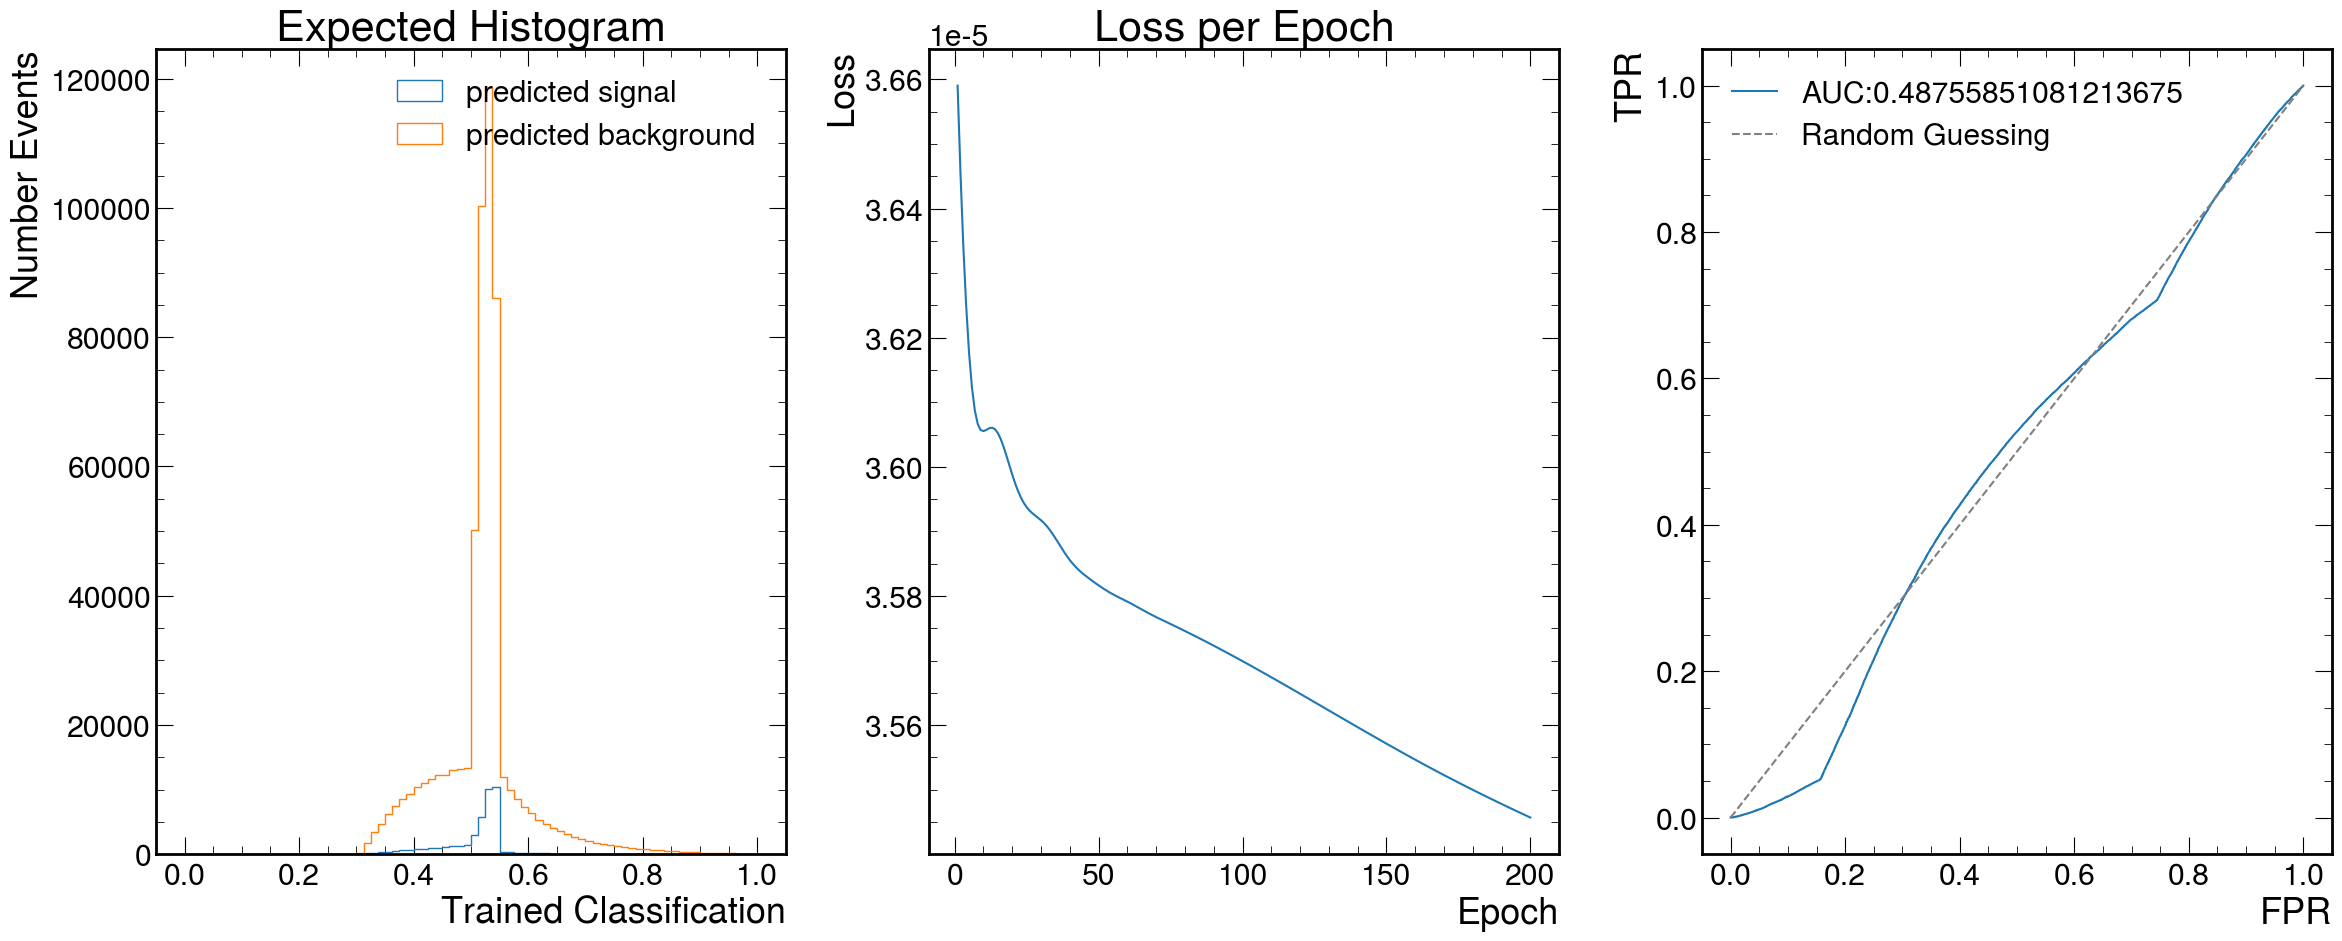 Expected Histogram
Number Events
120000
100000
80000
60000
40000
20000
0
predicted signal
predicted background
0.0 0.2 0.4 0.6 0.8 1.0
Trained Classification
Loss per Epoch
1e-5
Loss
3.66
3.64
3.62
3.60
3.58
3.56
0 50 100 150 200
Epoch
TPR
1.0
0.8
0.6
0.4
0.2
0.0
AUC:0.48755851081213675
Random Guessing
0.0 0.2 0.4 0.6 0.8 1.0
FPR